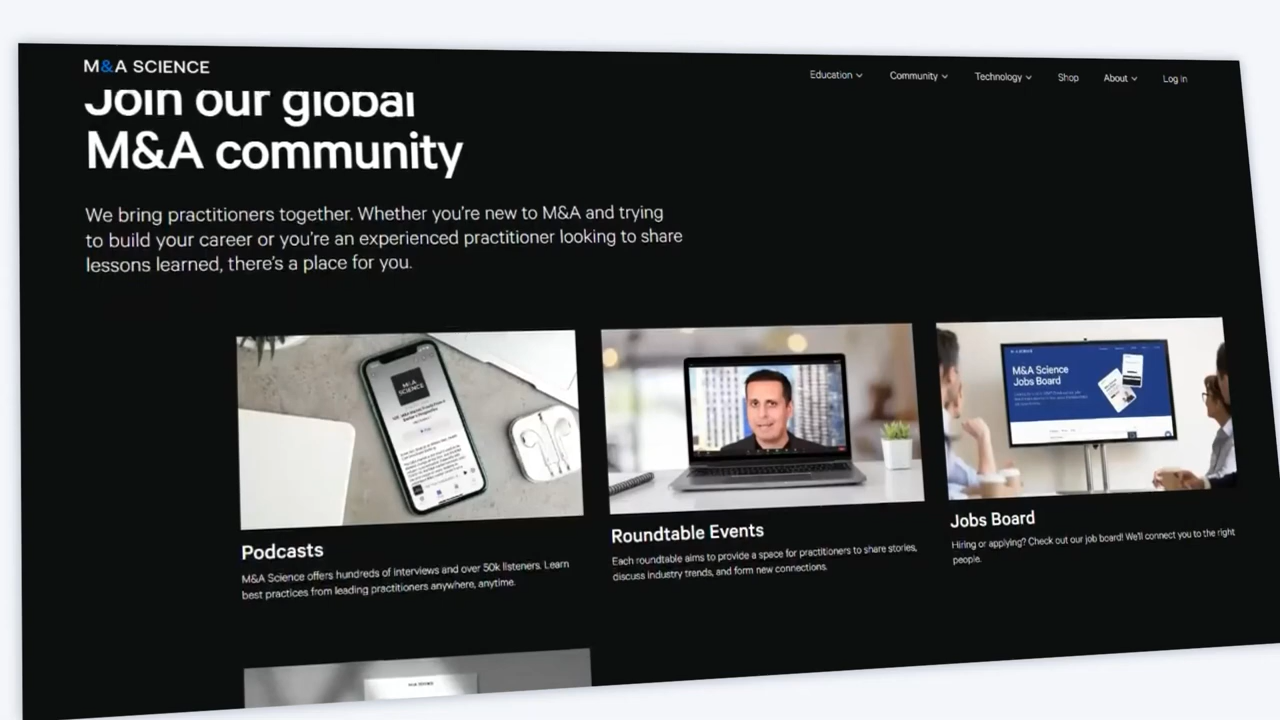 M&A SCIENCE
Education
Community
Technology
Shop
About
Log in
Join our global
M&A community
We bring practitioners together. Whether you're new to M&A and trying
to build your career or you're an experienced practitioner looking to share
lessons learned, there's a place for you.
M&A
SCIENCE
M&A Science
Jobs Board
Podcasts
M&A Science offers hundreds of interviews and over 50k listeners. Learn
best practices from leading practitioners anywhere, anytime.
Roundtable Events
Each roundtable aims to provide a space for practitioners to share stories,
discuss industry trends, and form new connections.
Jobs Board
Hiring or applying? Check out our job board! We'll connect you to the right
people.